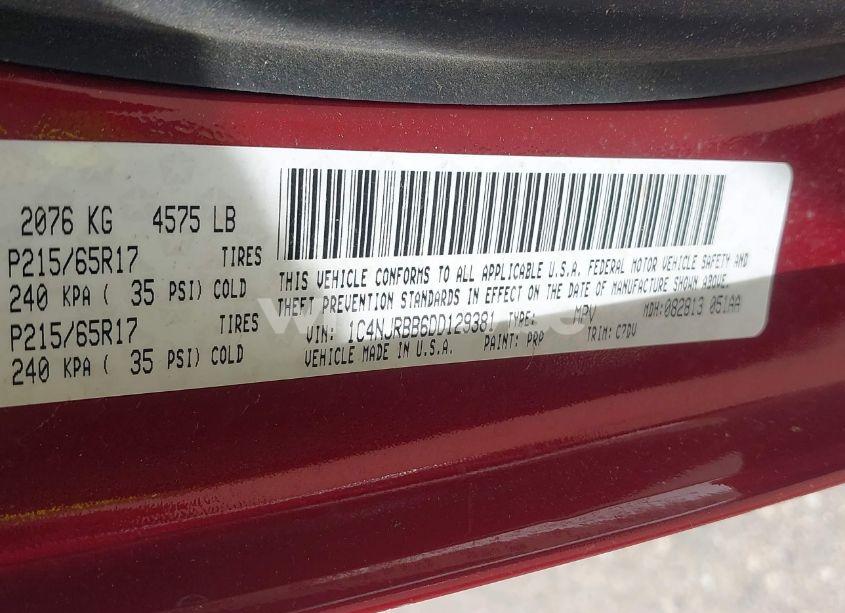 2076 KG 4575 LB
P215/65R17 TIRES
240 KPA ( 35 PSI) COLD
P215/65R17 TIRES
240 KPA ( 35 PSI) COLD
THIS VEHICLE CONFORMS TO ALL APPLICABLE U.S.A. FEDERAL MOTOR VEHICLE SAFETY AND
THEFT PREVENTION STANDARDS IN EFFECT ON THE DATE OF MANUFACTURE SHOWN ABOVE.
VIN: 1C4NJRBB6DD129381 TYPE: MPV MDH:082813 051AA
VEHICLE MADE IN U.S.A. PAINT: PRP TRIM: C7DV